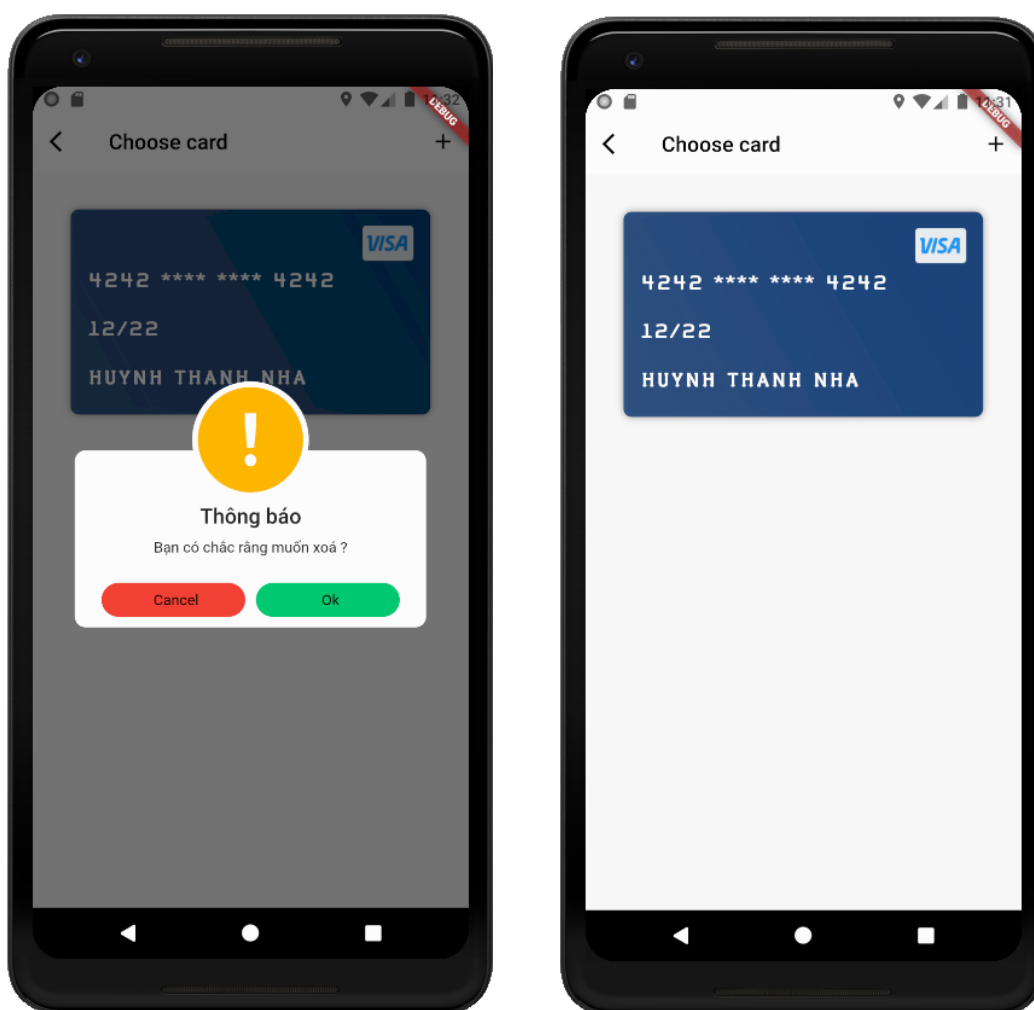 DEBUG
Choose card
+
VISA
4242 **** **** 4242
12/22
HUYNH THANH NHA
!
Thông báo
Bạn có chắc rằng muốn xoá ?
Cancel
Ok
DEBUG
Choose card
+
VISA
4242 **** **** 4242
12/22
HUYNH THANH NHA